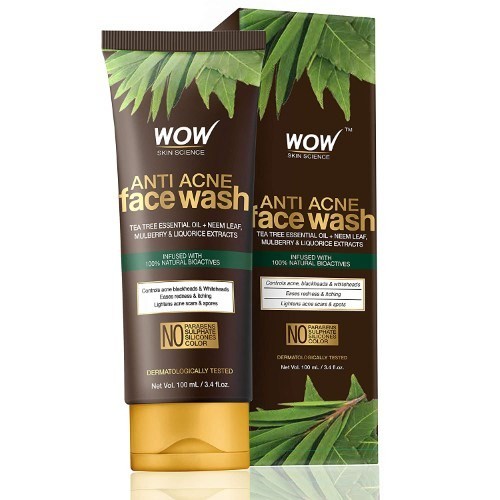 WOW
SKIN SCIENCE
ANTI ACNE
face wash
TEA TREE ESSENTIAL OIL + NEEM LEAF,
MULBERRY & LIQUORICE EXTRACTS
INFUSED WITH
100% NATURAL BIOACTIVES
Controls acne blackheads & Whiteheads
Eases redness & itching
Lightens acne scars & spores
NO PARABENS
SULPHATE
SILICONES
COLOR
DERMATOLOGICALLY TESTED
Net Vol. 100 mL / 3.4 fl.oz.
WOW™
SKIN SCIENCE
ANTI ACNE
face wash
TEA TREE ESSENTIAL OIL + NEEM LEAF,
MULBERRY & LIQUORICE EXTRACTS
INFUSED WITH
100% NATURAL BIOACTIVES
Controls acne, blackheads & whiteheads
Eases redness & itching
Lightens acne scars & spots
NO PARABENS
SULPHATE
SILICONES
COLOR
DERMATOLOGICALLY TESTED
Net Vol. 100 mL / 3.4 fl.oz.